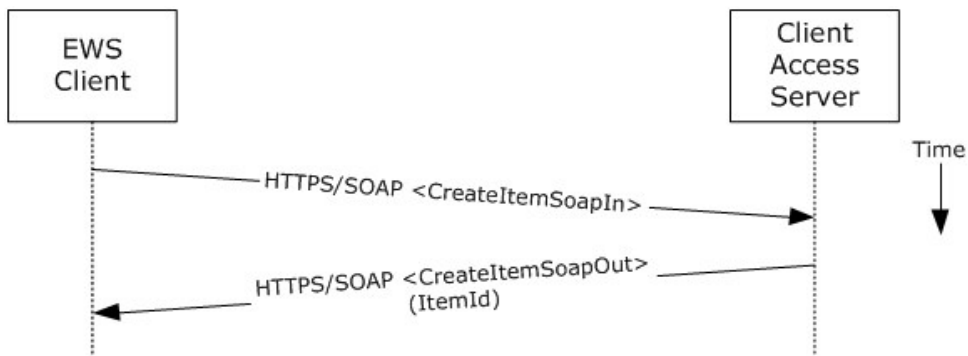 EWS
Client
Client
Access
Server
Time
HTTPS/SOAP <CreateItemSoapIn>
HTTPS/SOAP <CreateItemSoapOut>
(ItemId)